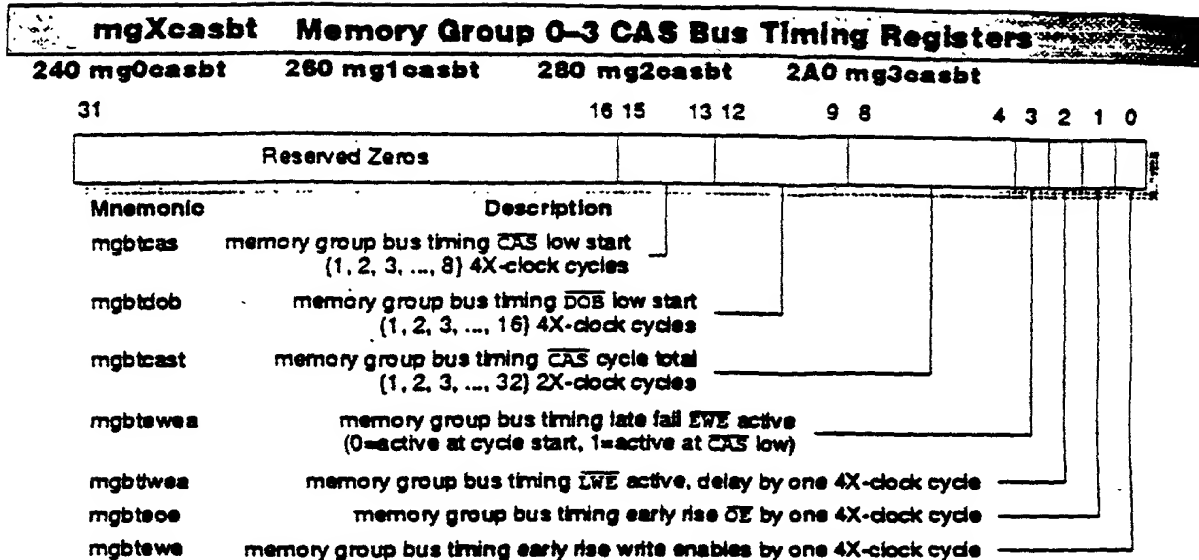 mgXcasbt Memory Group 0–3 CAS Bus Timing Registers
240 mg0casbt 260 mg1casbt 280 mg2casbt 2A0 mg3casbt
31 16 15 13 12 9 8 4 3 2 1 0
Reserved Zeros
Mnemonic Description
mgbtcas memory group bus timing CAS low start
(1, 2, 3, ..., 8) 4X-clock cycles
mgbtdob memory group bus timing DOB low start
(1, 2, 3, ..., 16) 4X-clock cycles
mgbtcast memory group bus timing CAS cycle total
(1, 2, 3, ..., 32) 2X-clock cycles
mgbtewea memory group bus timing late fall EWE active
(0=active at cycle start, 1=active at CAS low)
mgbtlwea memory group bus timing LWE active, delay by one 4X-clock cycle
mgbteoe memory group bus timing early rise OE by one 4X-clock cycle
mgbtewe memory group bus timing early rise write enables by one 4X-clock cycle